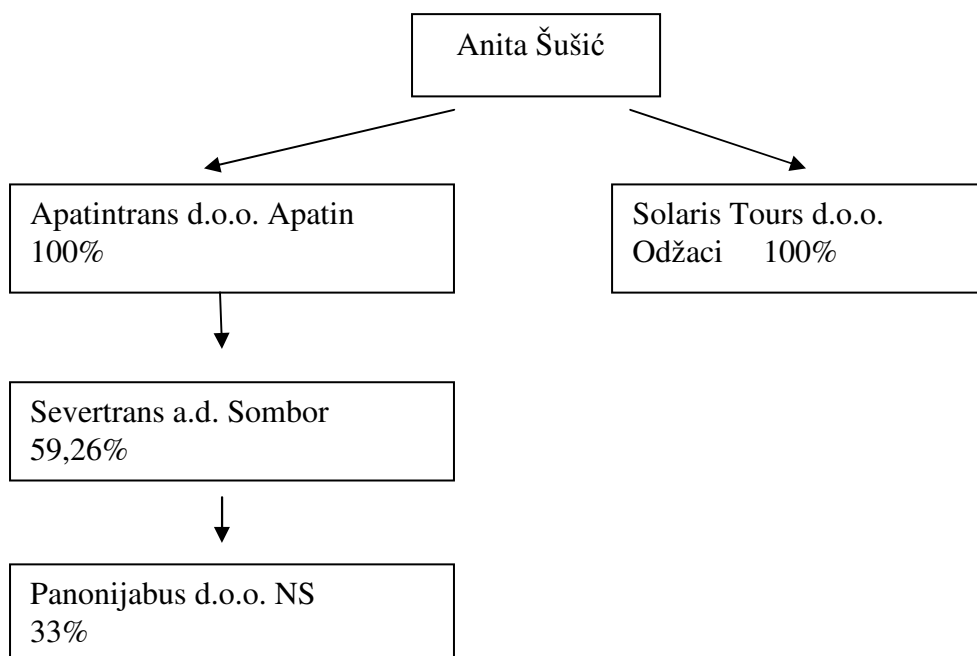 Anita Šušić
Apatintrans d.o.o. Apatin
100%
Solaris Tours d.o.o.
Odžaci 100%
Severtrans a.d. Sombor
59,26%
Panonijabus d.o.o. NS
33%